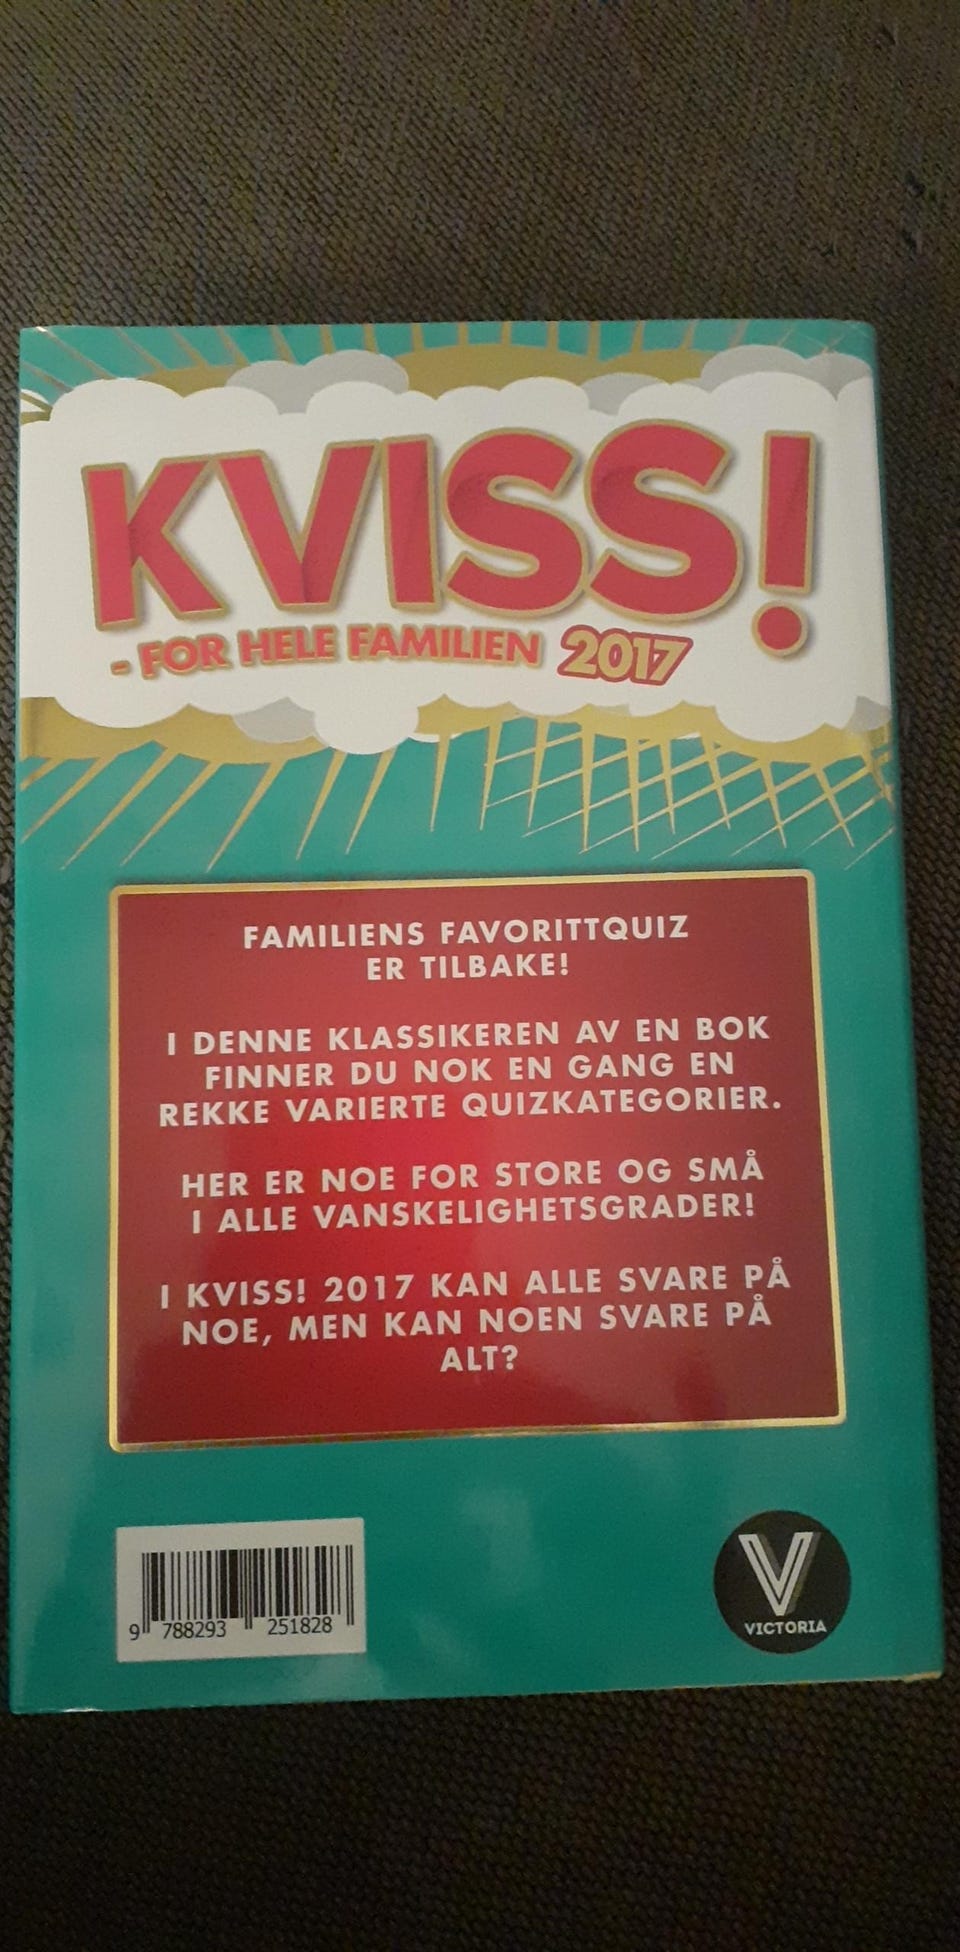 KVISS!
- FOR HELE FAMILIEN 2017
FAMILIENS FAVORITTQUIZ
ER TILBAKE!
I DENNE KLASSIKEREN AV EN BOK
FINNER DU NOK EN GANG EN
REKKE VARIERTE QUIZKATEGORIER.
HER ER NOE FOR STORE OG SMÅ
I ALLE VANSKELIGHETSGRADER!
I KVISS! 2017 KAN ALLE SVARE PÅ
NOE, MEN KAN NOEN SVARE PÅ
ALT?
9 788293 251828
V
VICTORIA